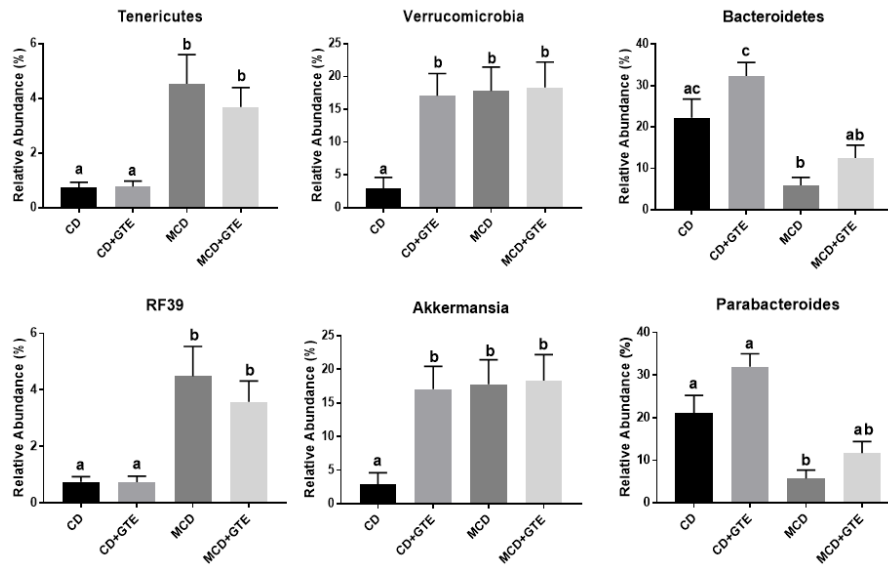 Tenericutes
Relative Abundance (%)
6
4
2
0
a
a
b
b
CD
CD+GTE
MCD
MCD+GTE
Verrucomicrobia
Relative Abundance (%)
25
20
15
10
5
0
a
b
b
b
CD
CD+GTE
MCD
MCD+GTE
Bacteroidetes
Relative Abundance (%)
40
30
20
10
0
ac
c
b
ab
CD
CD+GTE
MCD
MCD+GTE
RF39
Relative Abundance (%)
6
4
2
0
a
a
b
b
CD
CD+GTE
MCD
MCD+GTE
Akkermansia
Relative Abundance (%)
25
20
15
10
5
0
a
b
b
b
CD
CD+GTE
MCD
MCD+GTE
Parabacteroides
Relative Abundance (%)
40
30
20
10
0
a
a
b
ab
CD
CD+GTE
MCD
MCD+GTE